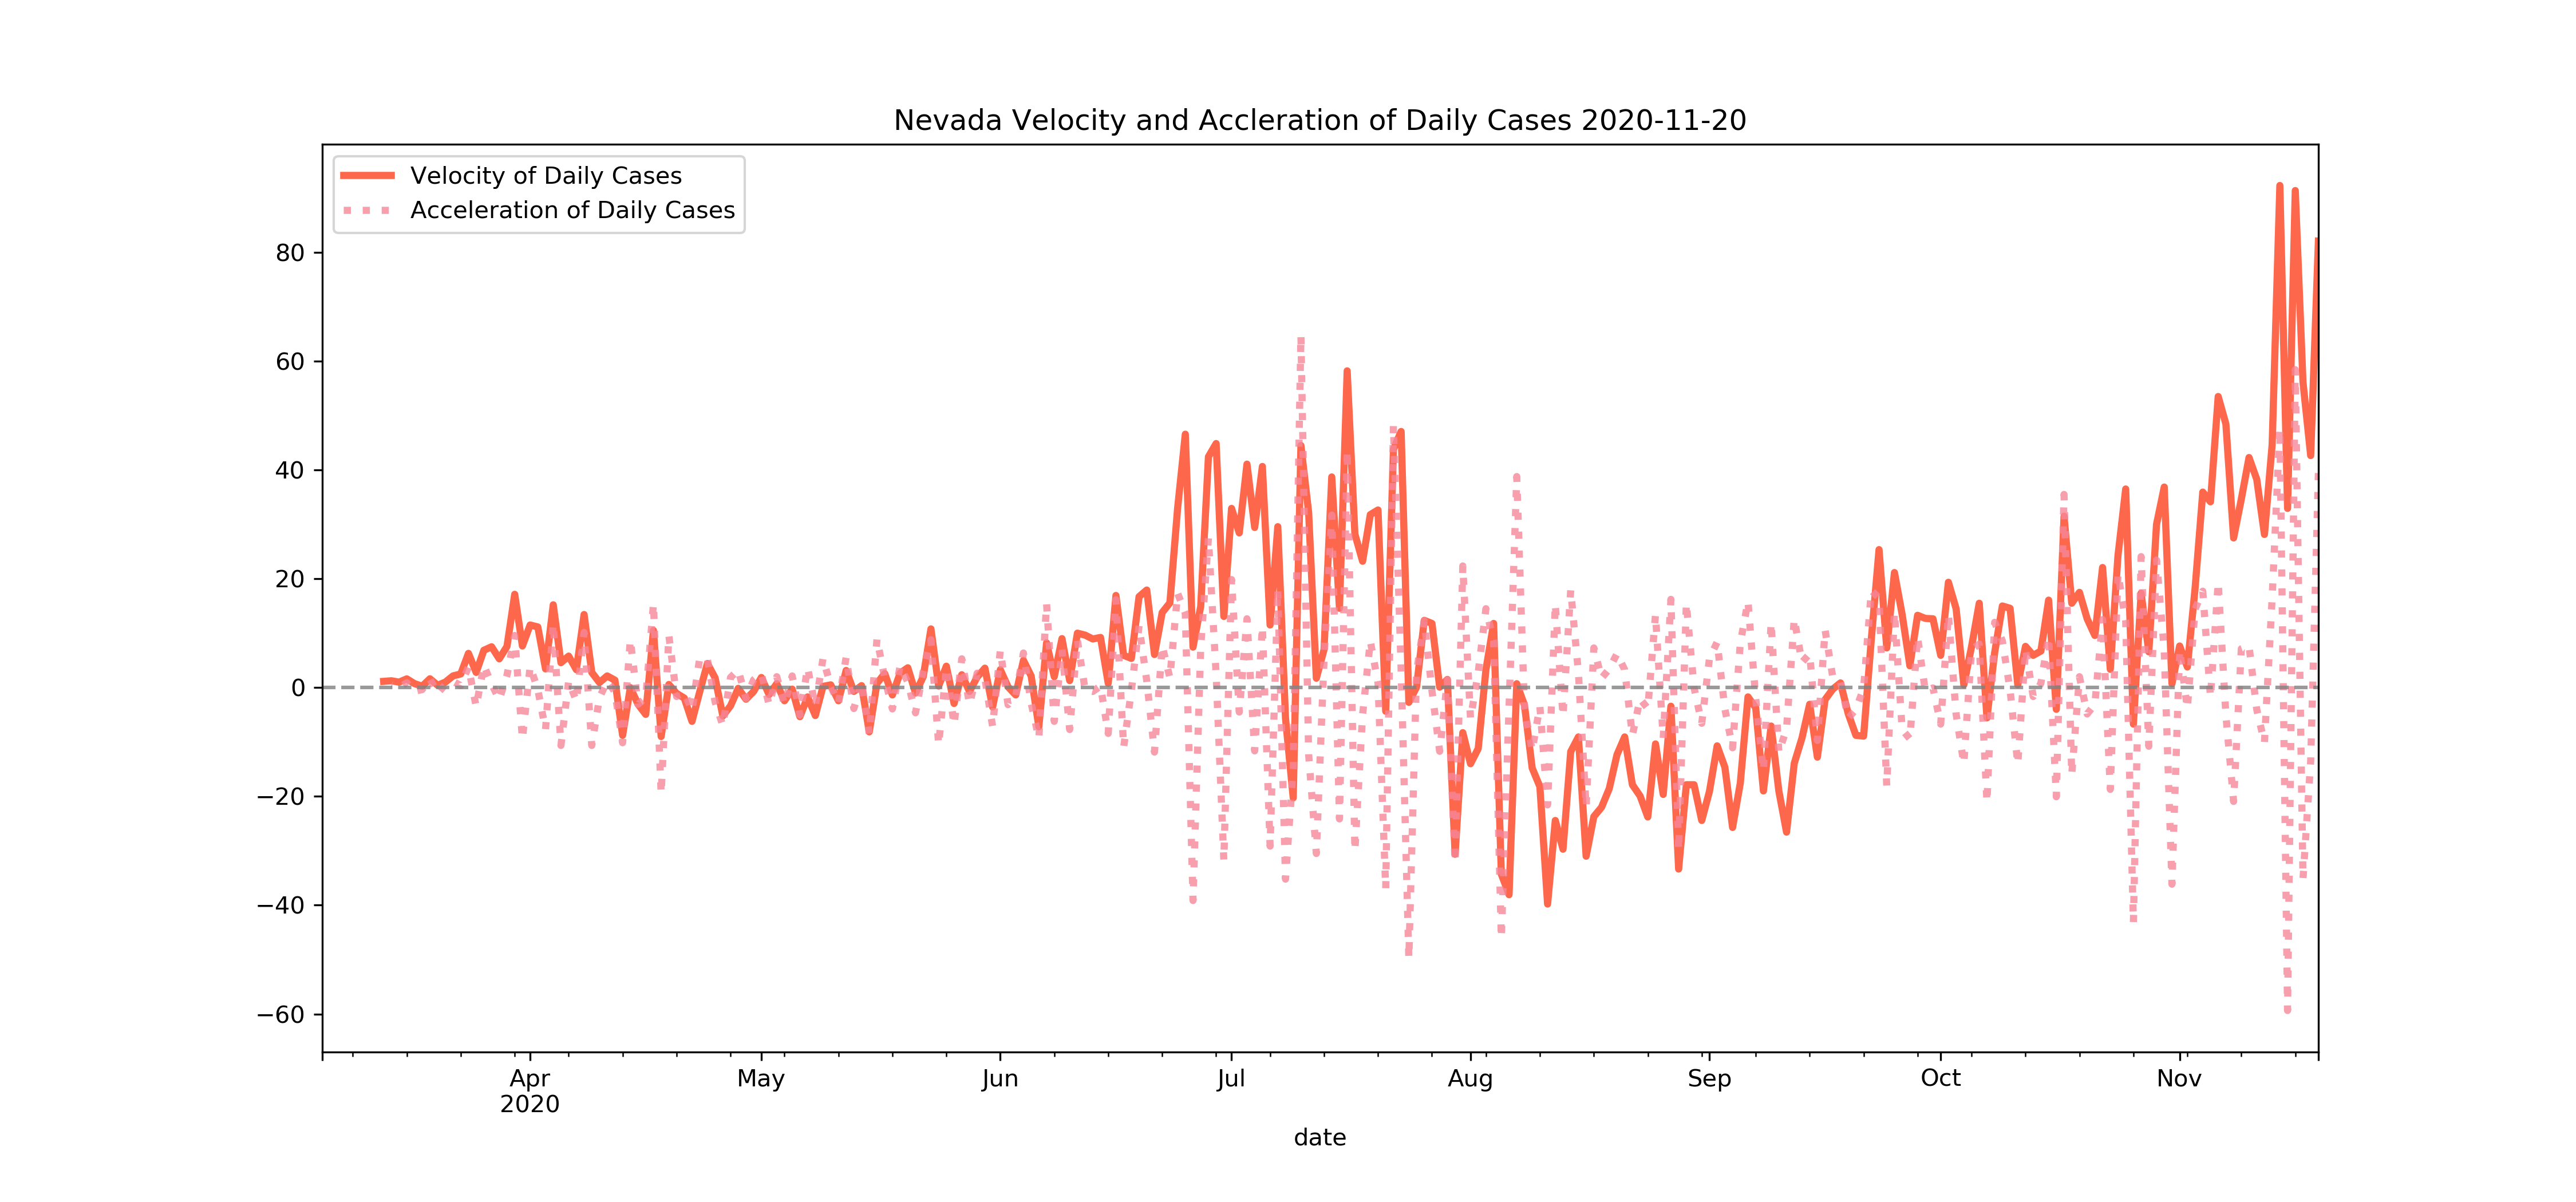 Nevada Velocity and Accleration of Daily Cases 2020-11-20
Velocity of Daily Cases
Acceleration of Daily Cases
80
60
40
20
0
−20
−40
−60
Apr May Jun Jul Aug Sep Oct Nov
2020
date